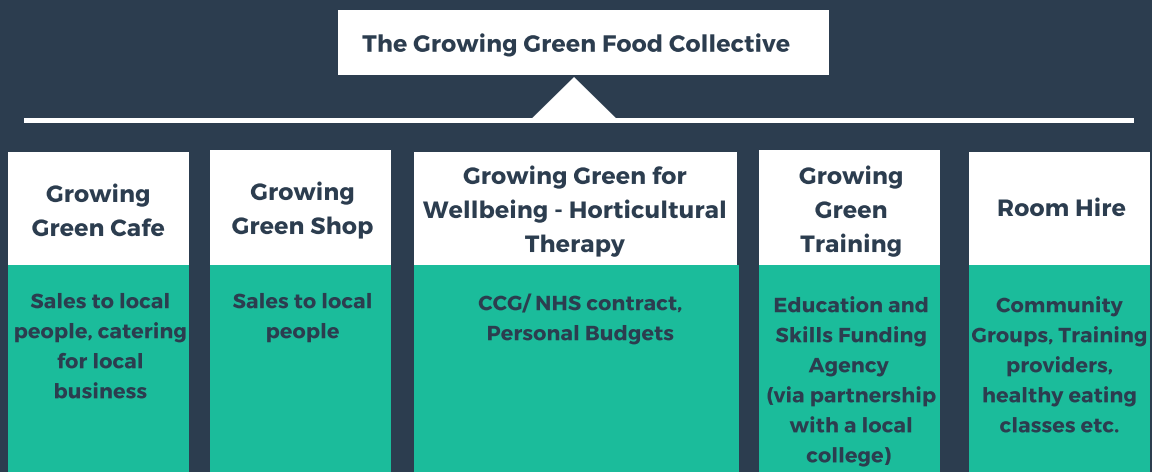 The Growing Green Food Collective
Growing
Green Cafe
Sales to local
people, catering
for local
business
Growing
Green Shop
Sales to local
people
Growing Green for
Wellbeing - Horticultural
Therapy
CCG/ NHS contract,
Personal Budgets
Growing
Green
Training
Education and
Skills Funding
Agency
(via partnership
with a local
college)
Room Hire
Community
Groups, Training
providers,
healthy eating
classes etc.